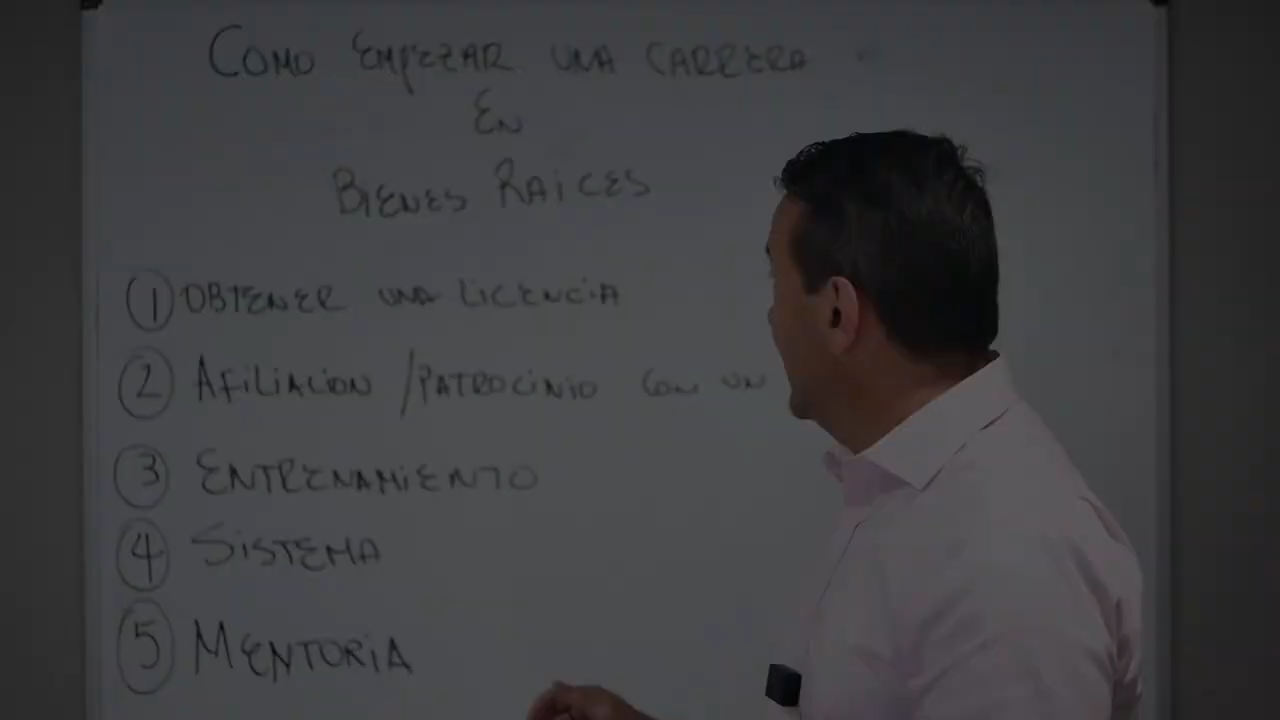 COMO EMPEZAR UNA CARRERA
EN
BIENES RAICES
1 OBTENER UNA LICENCIA
2 AFILIACION / PATROCINIO CON UN
3 ENTRENAMIENTO
4 SISTEMA
5 MENTORIA